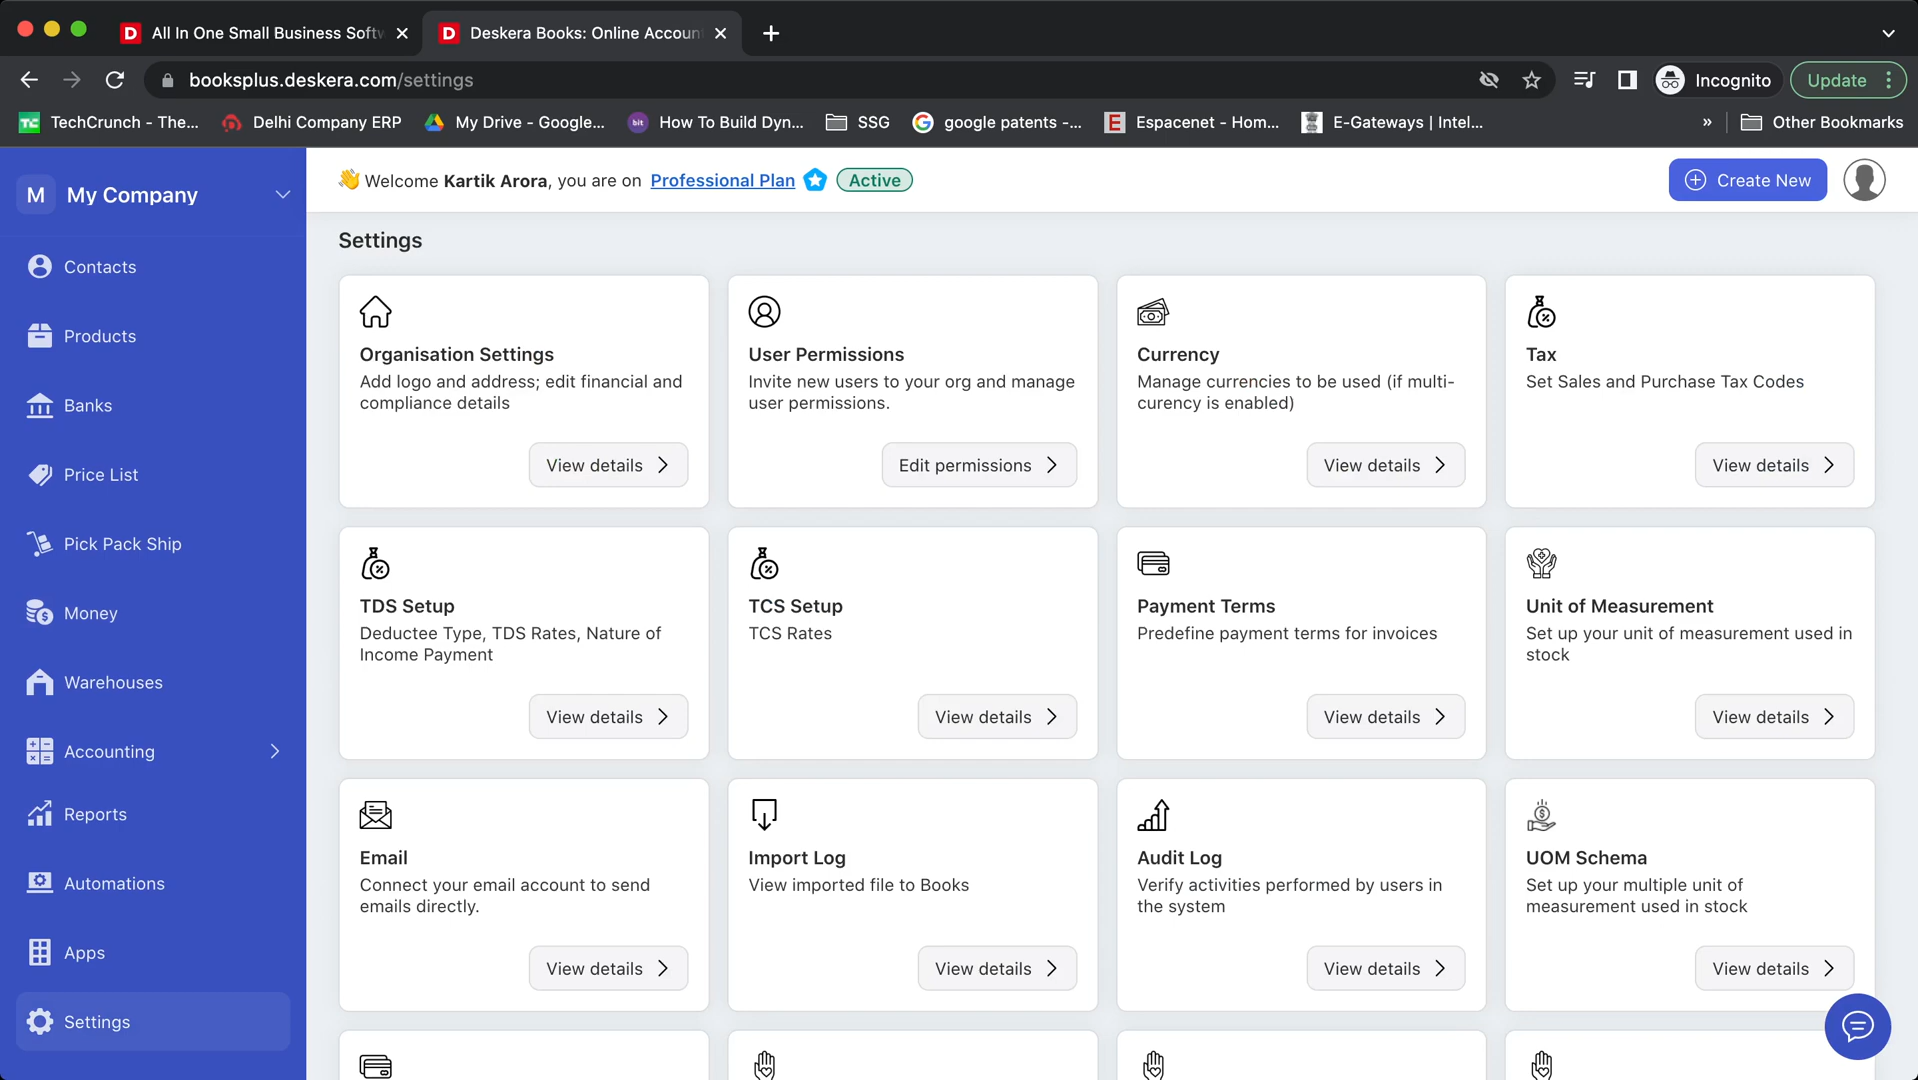 All In One Small Business Softw
Deskera Books: Online Accoun
booksplus.deskera.com/settings
Incognito
Update
TechCrunch - The...
Delhi Company ERP
My Drive - Google...
bit
How To Build Dyn...
SSG
google patents -...
Espacenet - Hom...
E-Gateways | Intel...
»
Other Bookmarks
M
My Company
👋 Welcome Kartik Arora, you are on Professional Plan
Active
Create New
Contacts
Products
Banks
Price List
Pick Pack Ship
Money
Warehouses
Accounting
Reports
Automations
Apps
Settings
Settings
Organisation Settings
Add logo and address; edit financial and
compliance details
View details
User Permissions
Invite new users to your org and manage
user permissions.
Edit permissions
Currency
Manage currencies to be used (if multi-
curency is enabled)
View details
Tax
Set Sales and Purchase Tax Codes
View details
TDS Setup
Deductee Type, TDS Rates, Nature of
Income Payment
View details
TCS Setup
TCS Rates
View details
Payment Terms
Predefine payment terms for invoices
View details
Unit of Measurement
Set up your unit of measurement used in
stock
View details
Email
Connect your email account to send
emails directly.
View details
Import Log
View imported file to Books
View details
Audit Log
Verify activities performed by users in
the system
View details
UOM Schema
Set up your multiple unit of
measurement used in stock
View details